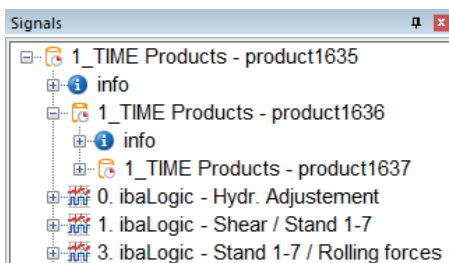 Signals
1_TIME Products - product1635
info
1_TIME Products - product1636
info
1_TIME Products - product1637
0. ibaLogic - Hydr. Adjustement
1. ibaLogic - Shear / Stand 1-7
3. ibaLogic - Stand 1-7 / Rolling forces